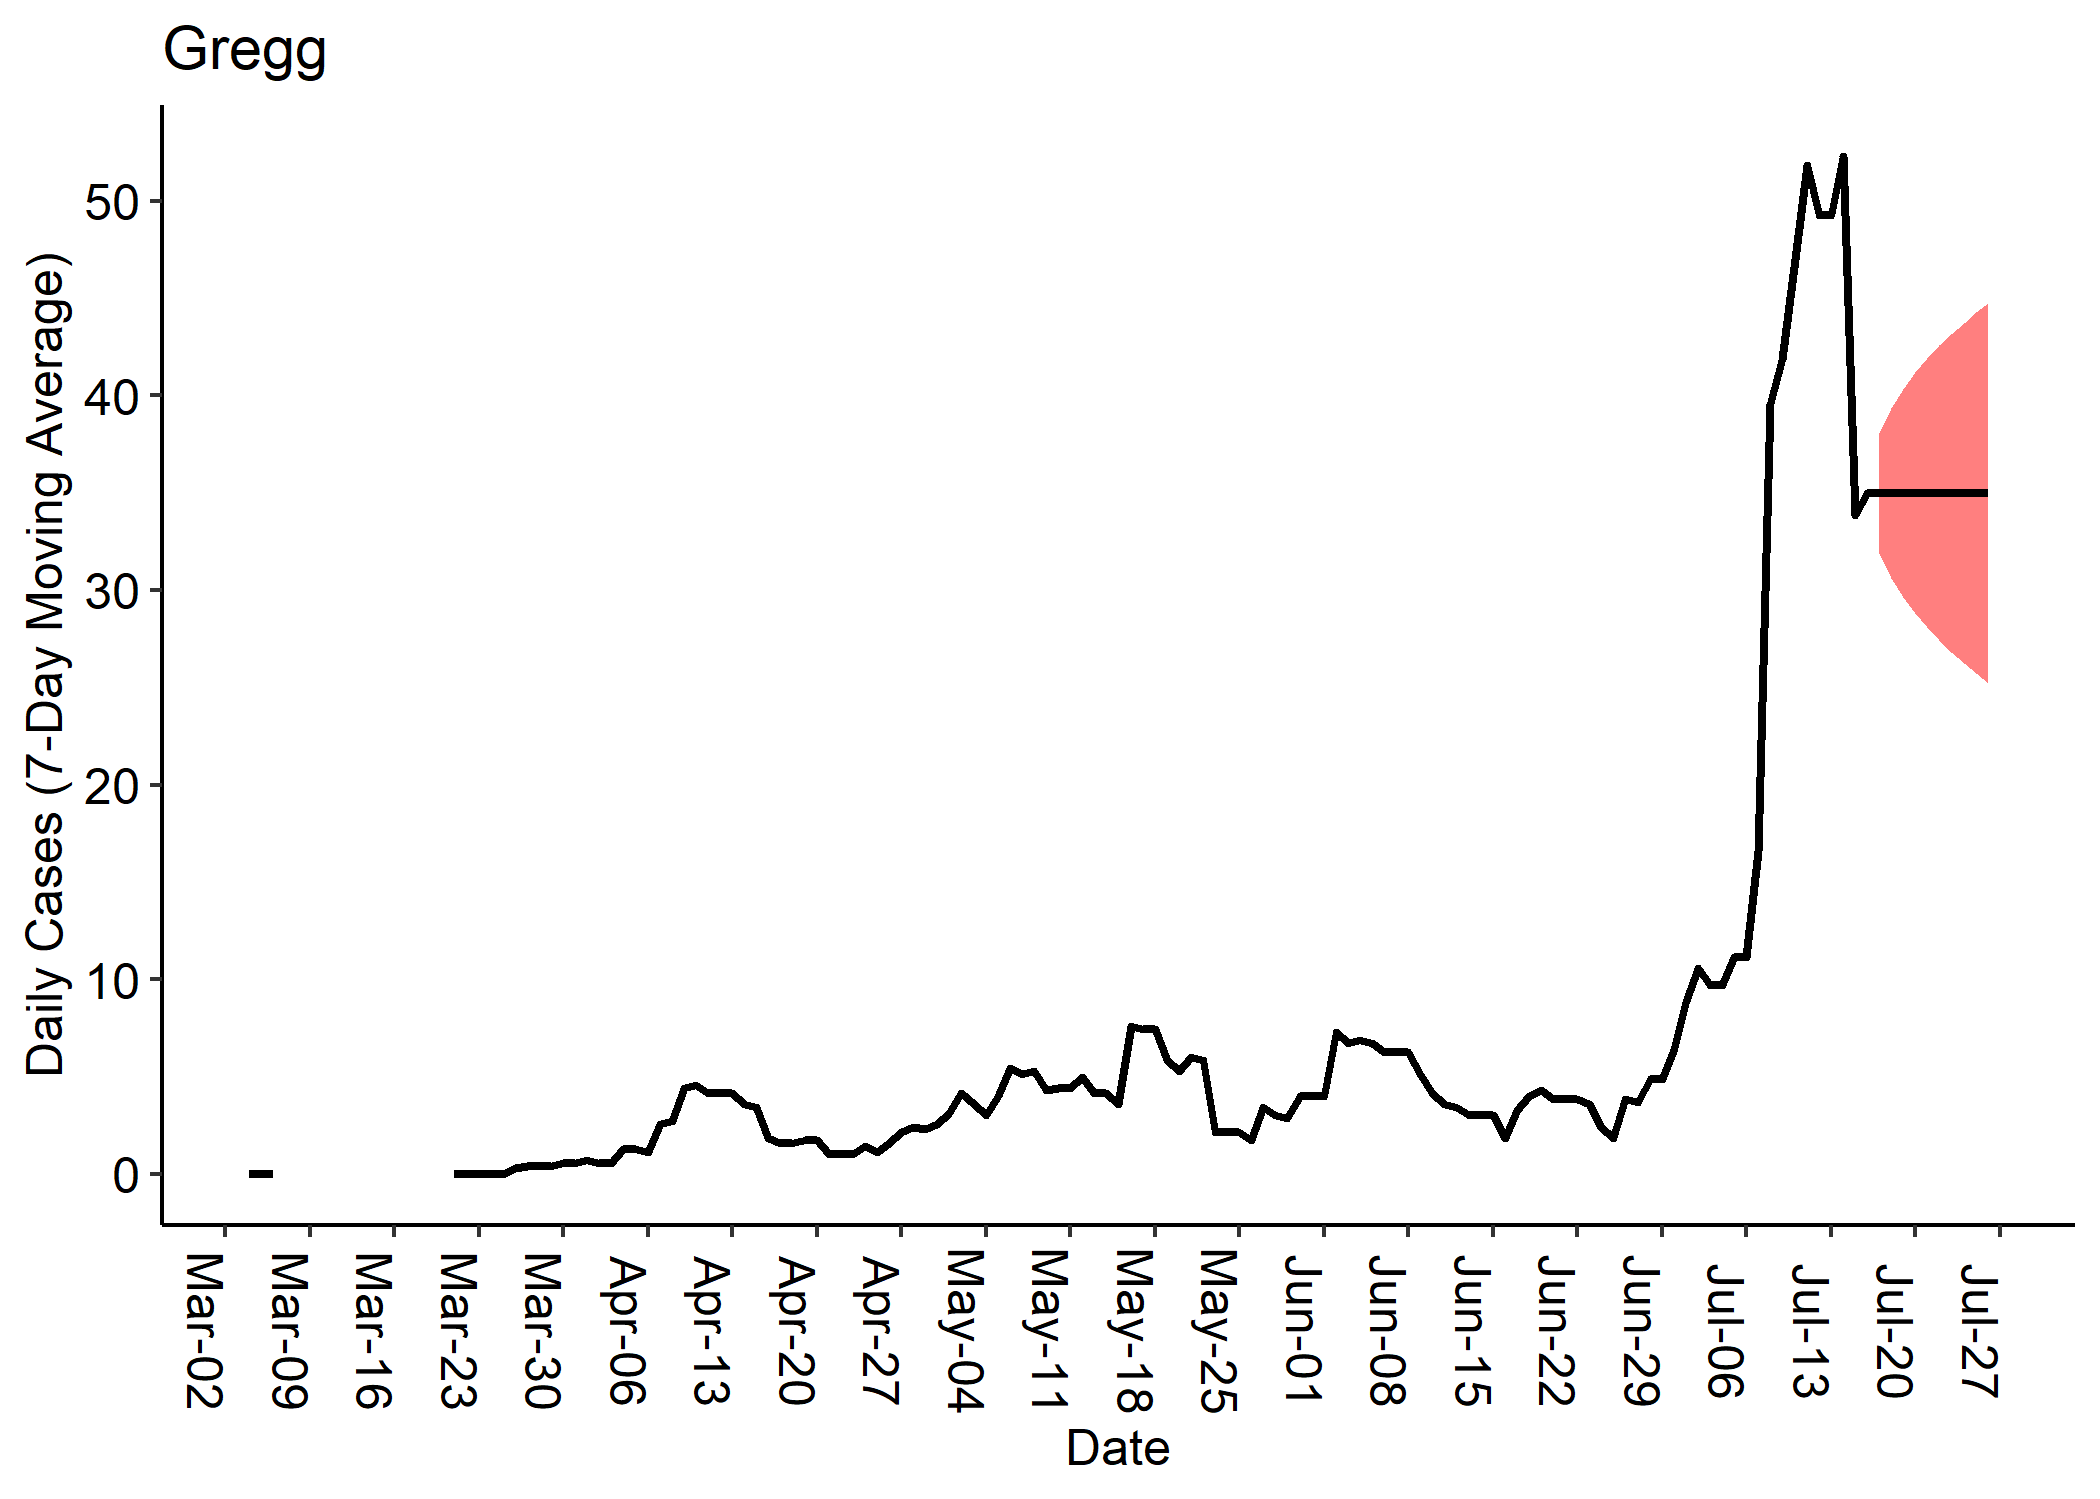 Gregg
Daily Cases (7-Day Moving Average)
50
40
30
20
10
0
Mar-02
Mar-09
Mar-16
Mar-23
Mar-30
Apr-06
Apr-13
Apr-20
Apr-27
May-04
May-11
May-18
May-25
Jun-01
Jun-08
Jun-15
Jun-22
Jun-29
Jul-06
Jul-13
Jul-20
Jul-27
Date